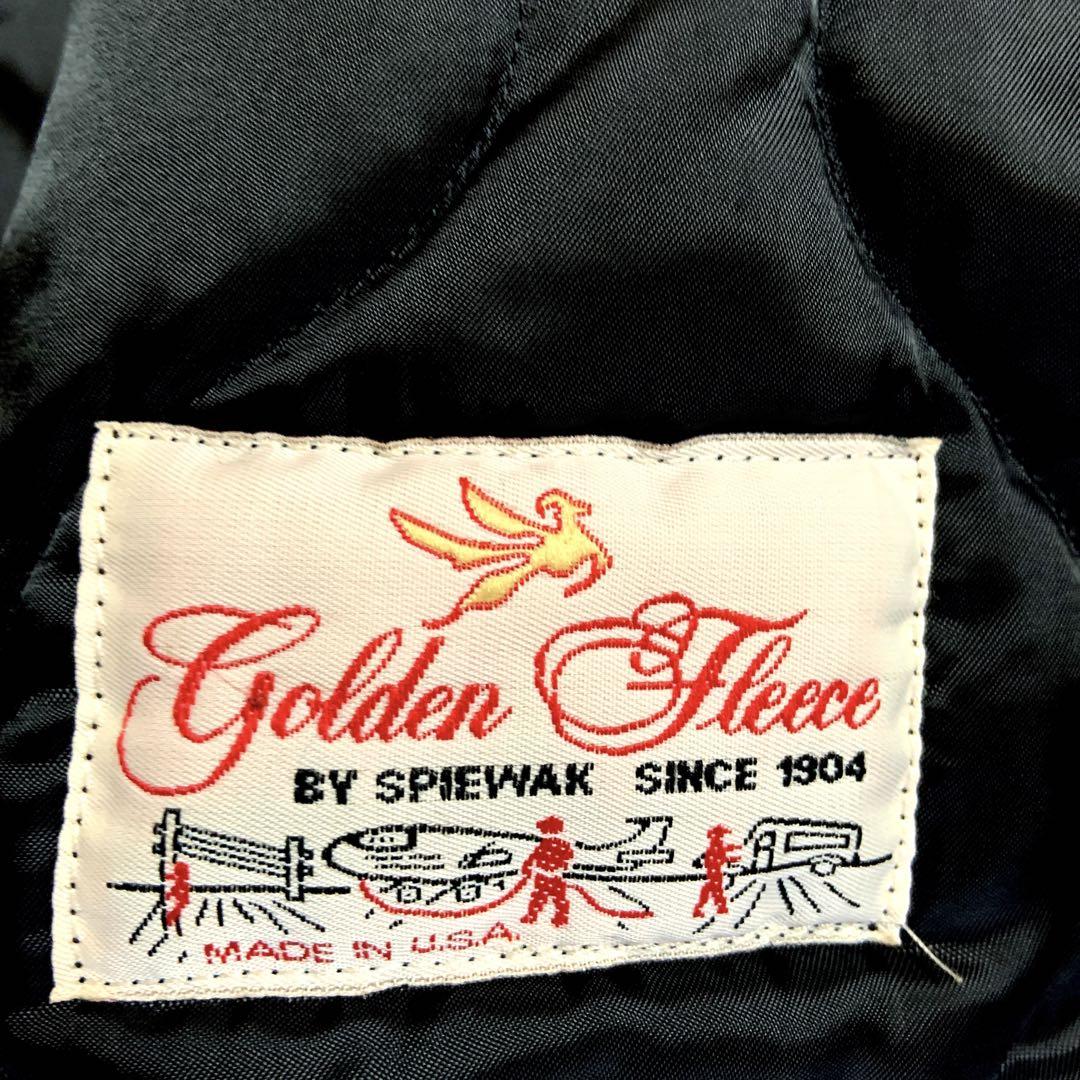 Golden Fleece
BY SPIEWAK SINCE 1904
MADE IN U.S.A.